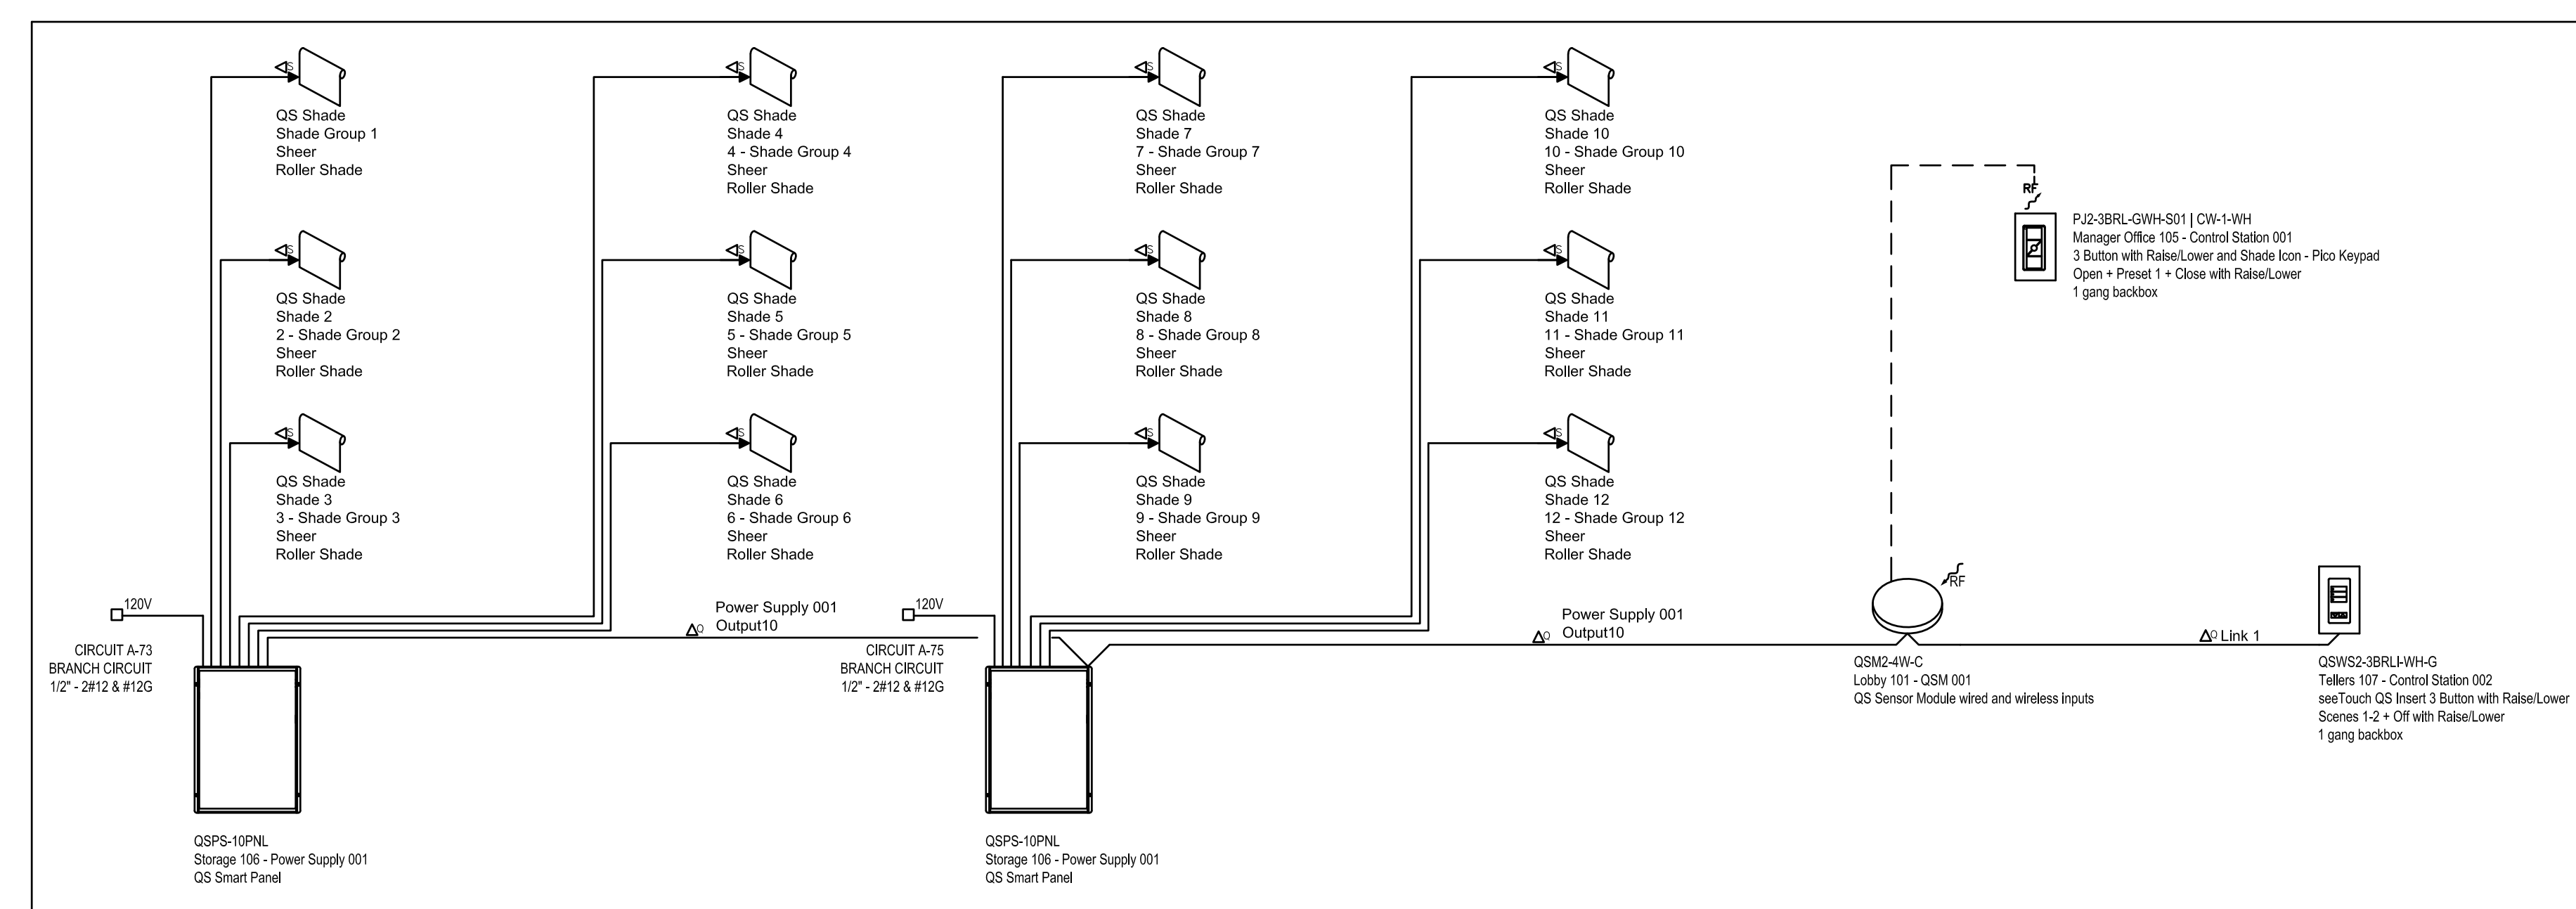 S
QS Shade
Shade Group 1
Sheer
Roller Shade
S
QS Shade
Shade 2
2 - Shade Group 2
Sheer
Roller Shade
S
QS Shade
Shade 3
3 - Shade Group 3
Sheer
Roller Shade
S
QS Shade
Shade 4
4 - Shade Group 4
Sheer
Roller Shade
S
QS Shade
Shade 5
5 - Shade Group 5
Sheer
Roller Shade
S
QS Shade
Shade 6
6 - Shade Group 6
Sheer
Roller Shade
S
QS Shade
Shade 7
7 - Shade Group 7
Sheer
Roller Shade
S
QS Shade
Shade 8
8 - Shade Group 8
Sheer
Roller Shade
S
QS Shade
Shade 9
9 - Shade Group 9
Sheer
Roller Shade
S
QS Shade
Shade 10
10 - Shade Group 10
Sheer
Roller Shade
S
QS Shade
Shade 11
11 - Shade Group 11
Sheer
Roller Shade
S
QS Shade
Shade 12
12 - Shade Group 12
Sheer
Roller Shade
RF
PJ2-3BRL-GWH-S01 | CW-1-WH
Manager Office 105 - Control Station 001
3 Button with Raise/Lower and Shade Icon - Pico Keypad
Open + Preset 1 + Close with Raise/Lower
1 gang backbox
120V
CIRCUIT A-73
BRANCH CIRCUIT
1/2" - 2#12 & #12G
Power Supply 001
Q Output10
120V
CIRCUIT A-75
BRANCH CIRCUIT
1/2" - 2#12 & #12G
Power Supply 001
Q Output10
RF
QSM2-4W-C
Lobby 101 - QSM 001
QS Sensor Module wired and wireless inputs
Q Link 1
QSWS2-3BRLI-WH-G
Tellers 107 - Control Station 002
seeTouch QS Insert 3 Button with Raise/Lower
Scenes 1-2 + Off with Raise/Lower
1 gang backbox
QSPS-10PNL
Storage 106 - Power Supply 001
QS Smart Panel
QSPS-10PNL
Storage 106 - Power Supply 001
QS Smart Panel